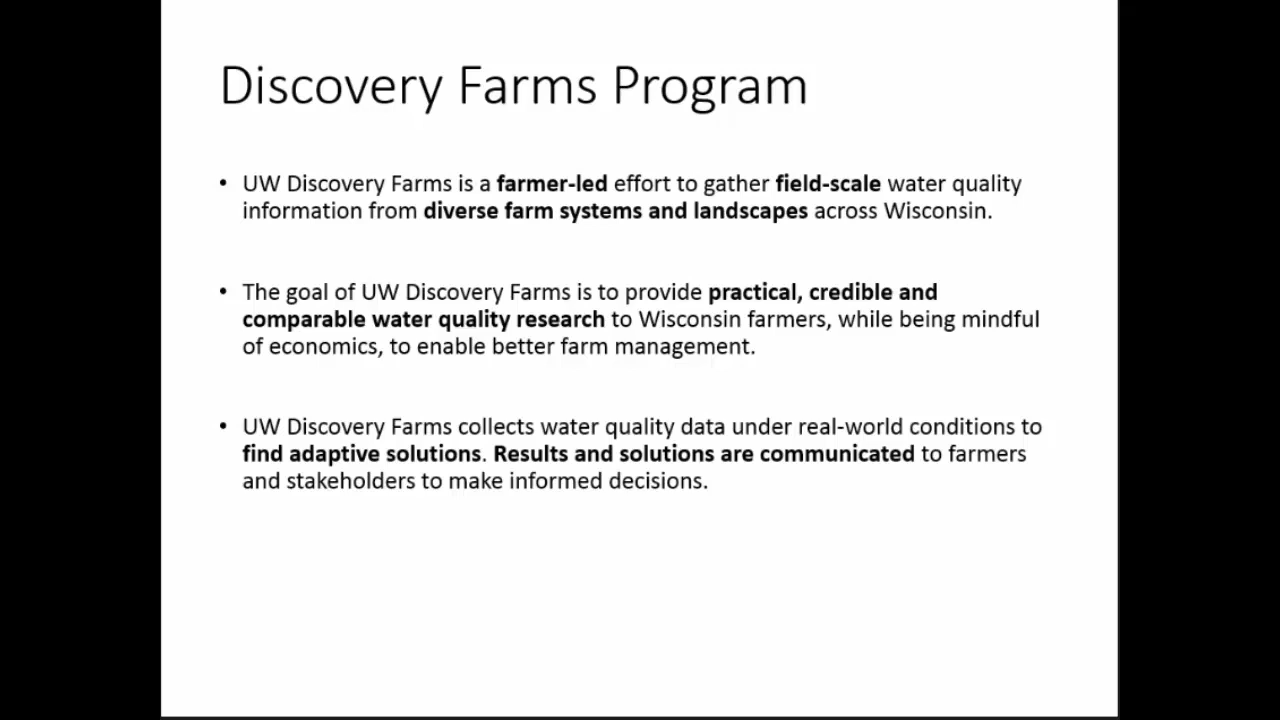 Discovery Farms Program
• UW Discovery Farms is a farmer-led effort to gather field-scale water quality
information from diverse farm systems and landscapes across Wisconsin.
• The goal of UW Discovery Farms is to provide practical, credible and
comparable water quality research to Wisconsin farmers, while being mindful
of economics, to enable better farm management.
• UW Discovery Farms collects water quality data under real-world conditions to
find adaptive solutions. Results and solutions are communicated to farmers
and stakeholders to make informed decisions.